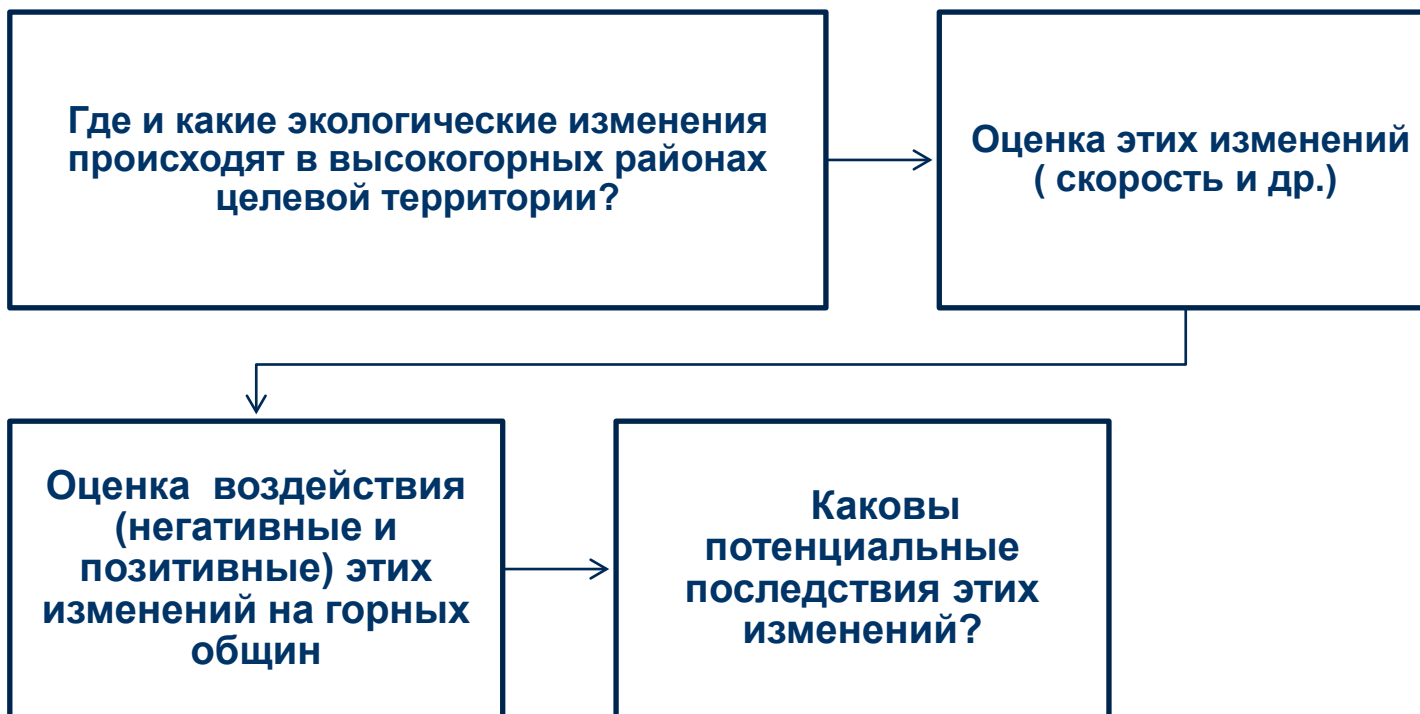 Где и какие экологические изменения
происходят в высокогорных районах
целевой территории?
Оценка этих изменений
( скорость и др.)
Оценка воздействия
(негативные и
позитивные) этих
изменений на горных
общин
Каковы
потенциальные
последствия этих
изменений?